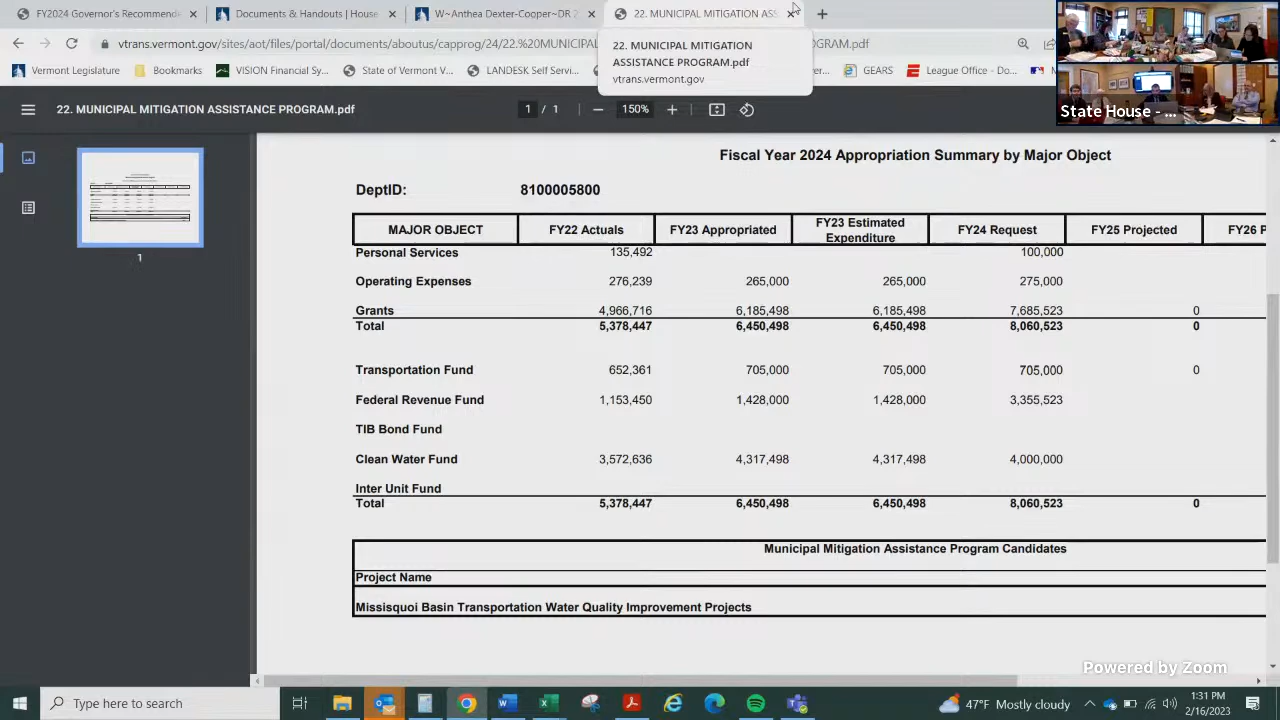 FY2024 Governor's Recommend
Documents & Handouts | Hou
W~Anthea Dexter-Cooper~DR 2
22. MUNICIPAL MITIGATION ASS
vtrans.vermont.gov/sites/aot/files/portal/documents/aboutus/capprog/22%22.%20MUNICIPAL
GRAM.pdf
22. MUNICIPAL MITIGATION
ASSISTANCE PROGRAM.pdf
vtrans.vermont.gov
Vermont Legislature
Bookmarks
VISION Financial Sy...
State of Vermont Va
LANDESK Self Servi...
ver...
GEARS
League Office - Do...
22. MUNICIPAL MITIGATION ASSISTANCE PROGRAM.pdf
1 / 1
150%
State House - ...
1
Fiscal Year 2024 Appropriation Summary by Major Object
DeptID: 8100005800
MAJOR OBJECT FY22 Actuals FY23 Appropriated FY23 Estimated Expenditure FY24 Request FY25 Projected FY26 P
Personal Services 135,492 100,000
Operating Expenses 276,239 265,000 265,000 275,000
Grants 4,966,716 6,185,498 6,185,498 7,685,523 0
Total 5,378,447 6,450,498 6,450,498 8,060,523 0
Transportation Fund 652,361 705,000 705,000 705,000 0
Federal Revenue Fund 1,153,450 1,428,000 1,428,000 3,355,523
TIB Bond Fund
Clean Water Fund 3,572,636 4,317,498 4,317,498 4,000,000
Inter Unit Fund
Total 5,378,447 6,450,498 6,450,498 8,060,523 0
Municipal Mitigation Assistance Program Candidates
Project Name
Missisquoi Basin Transportation Water Quality Improvement Projects
Powered by Zoom
Type here to search
47°F Mostly cloudy
1:31 PM
2/16/2023